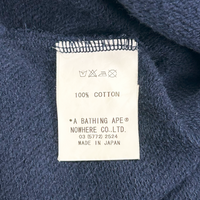 100% COTTON
*A BATHING APE®
NOWHERE CO.,LTD.
03 (5772) 2524
MADE IN JAPAN